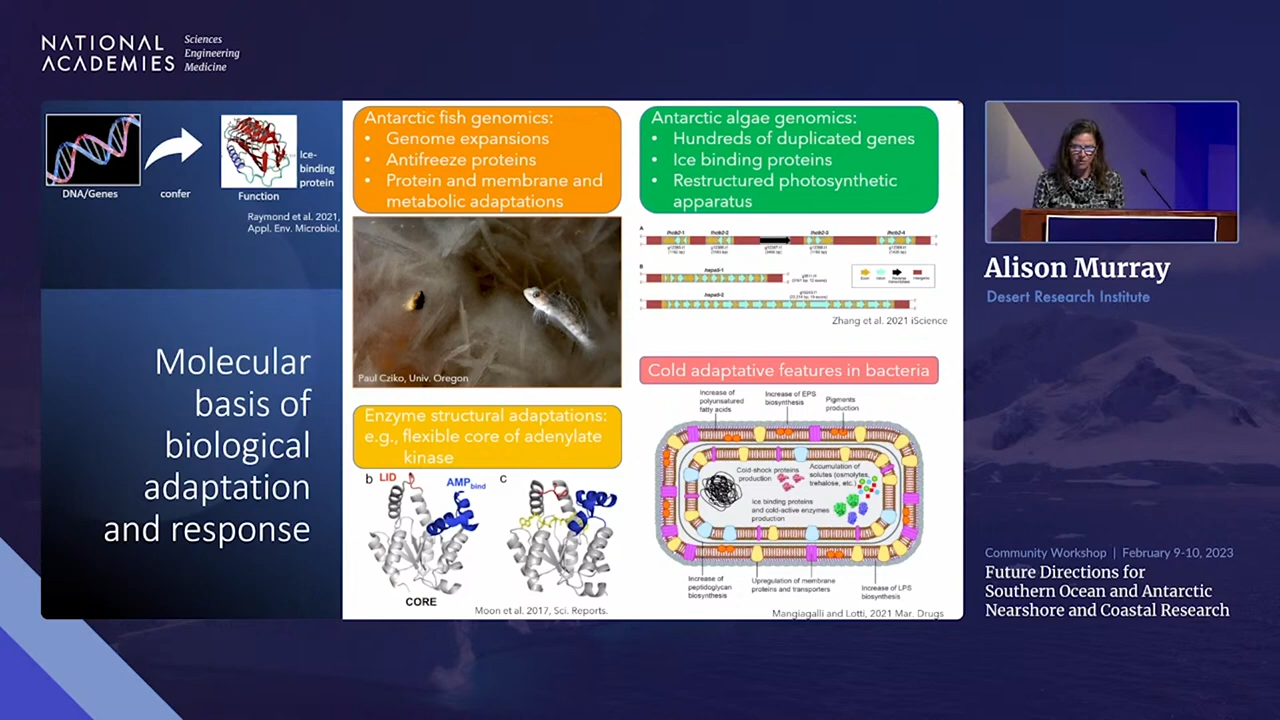 NATIONAL
ACADEMIES
Sciences
Engineering
Medicine
DNA/Genes
confer
Function
Ice-
binding
protein
Raymond et al. 2021,
Appl. Env. Microbiol.
Molecular
basis of
biological
adaptation
and response
Antarctic fish genomics:
• Genome expansions
• Antifreeze proteins
• Protein and membrane and
metabolic adaptations
Paul Cziko, Univ. Oregon
Enzyme structural adaptations:
e.g., flexible core of adenylate
kinase
b
LID
AMPbind
c
CORE
Moon et al. 2017, Sci. Reports.
Antarctic algae genomics:
• Hundreds of duplicated genes
• Ice binding proteins
• Restructured photosynthetic
apparatus
A
B
Zhang et al. 2021 iScience
Cold adaptative features in bacteria
Increase of
polyunsatured
fatty acids
Increase of EPS
biosynthesis
Pigments
production
Cold-shock proteins
production
Accumulation of
solutes (osmolytes,
trehalose, etc.)
Ice binding proteins
and cold-active enzymes
production
Increase of
peptidoglycan
biosynthesis
Upregulation of membrane
proteins and transporters
Increase of LPS
biosynthesis
Mangiagalli and Lotti, 2021 Mar. Drugs
Alison Murray
Desert Research Institute
Community Workshop | February 9-10, 2023
Future Directions for
Southern Ocean and Antarctic
Nearshore and Coastal Research